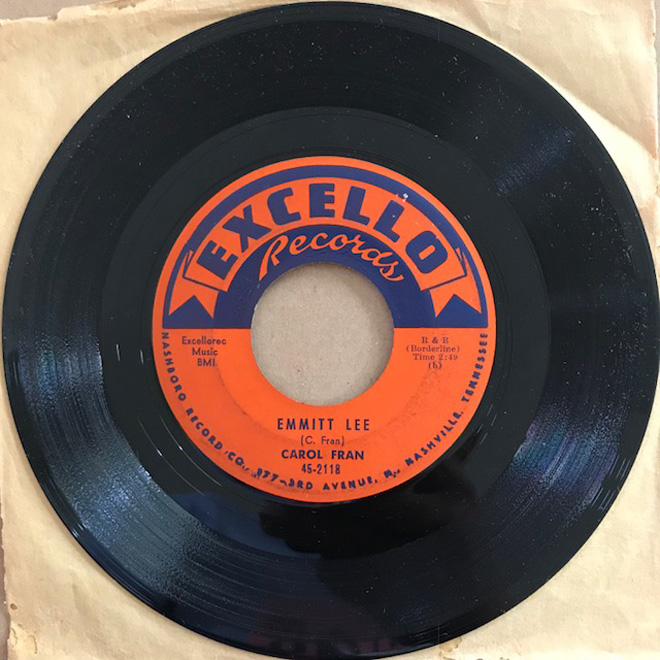 EXCELLO
Records
Excellorec
Music
BMI
R & B
(Borderline)
Time 2:49
(b)
EMMITT LEE
(C. Fran)
CAROL FRAN
45-2118
NASHBORO RECORD CO., 177-3RD AVENUE, N., NASHVILLE, TENNESSEE